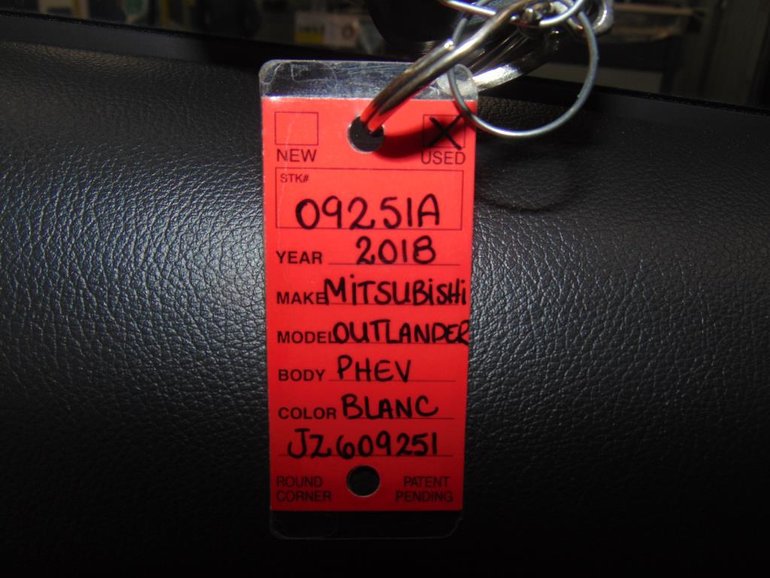 NEW USED
STK#
09251A
YEAR 2018
MAKE MiTSUBiSHi
MODEL OUTLANDER
BODY PHEV
COLOR BLANC
JZ609251
ROUND PATENT
CORNER PENDING